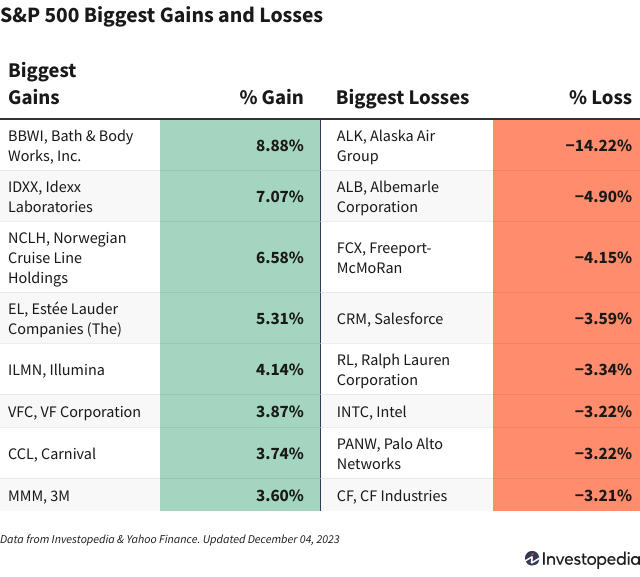 S&P 500 Biggest Gains and Losses
Biggest
Gains
% Gain
Biggest Losses
% Loss
BBWI, Bath & Body
Works, Inc.
8.88%
ALK, Alaska Air
Group
−14.22%
IDXX, Idexx
Laboratories
7.07%
ALB, Albemarle
Corporation
−4.90%
NCLH, Norwegian
Cruise Line
Holdings
6.58%
FCX, Freeport-
McMoRan
−4.15%
EL, Estée Lauder
Companies (The)
5.31%
CRM, Salesforce
−3.59%
ILMN, Illumina
4.14%
RL, Ralph Lauren
Corporation
−3.34%
VFC, VF Corporation
3.87%
INTC, Intel
−3.22%
CCL, Carnival
3.74%
PANW, Palo Alto
Networks
−3.22%
MMM, 3M
3.60%
CF, CF Industries
−3.21%
Data from Investopedia & Yahoo Finance. Updated December 04, 2023
Investopedia